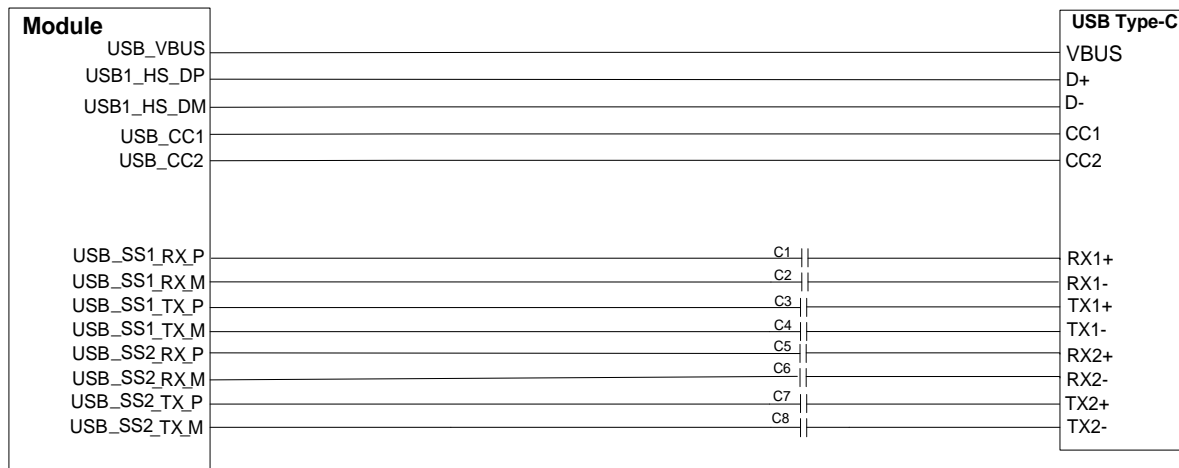 Module
USB Type-C
USB_VBUS
VBUS
USB1_HS_DP
D+
USB1_HS_DM
D-
USB_CC1
CC1
USB_CC2
CC2
USB_SS1_RX_P
C1
RX1+
USB_SS1_RX_M
C2
RX1-
USB_SS1_TX_P
C3
TX1+
USB_SS1_TX_M
C4
TX1-
USB_SS2_RX_P
C5
RX2+
USB_SS2_RX_M
C6
RX2-
USB_SS2_TX_P
C7
TX2+
USB_SS2_TX_M
C8
TX2-